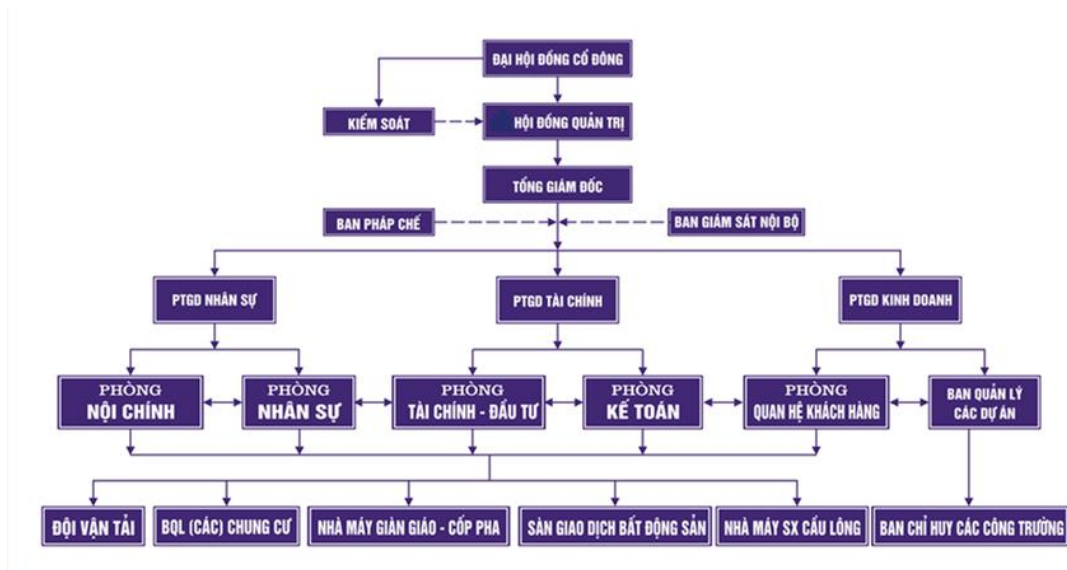 ĐẠI HỘI ĐỒNG CỔ ĐÔNG
KIỂM SOÁT
HỘI ĐỒNG QUẢN TRỊ
TỔNG GIÁM ĐỐC
BAN PHÁP CHẾ
BAN GIÁM SÁT NỘI BỘ
PTGD NHÂN SỰ
PTGD TÀI CHÍNH
PTGD KINH DOANH
PHÒNG
NỘI CHÍNH
PHÒNG
NHÂN SỰ
PHÒNG
TÀI CHÍNH - ĐẦU TƯ
PHÒNG
KẾ TOÁN
PHÒNG
QUAN HỆ KHÁCH HÀNG
BAN QUẢN LÝ
CÁC DỰ ÁN
ĐỘI VẬN TẢI
BQL (CÁC) CHUNG CƯ
NHÀ MÁY GIÀN GIÁO - CỐP PHA
SÀN GIAO DỊCH BẤT ĐỘNG SẢN
NHÀ MÁY SX CẦU LÔNG
BAN CHỈ HUY CÁC CÔNG TRƯỜNG